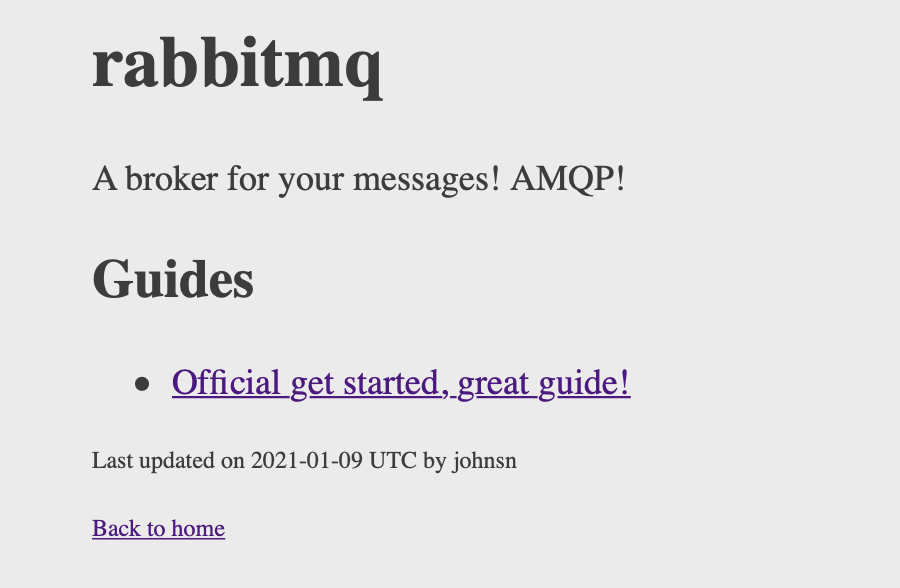 rabbitmq
A broker for your messages! AMQP!
Guides
Official get started, great guide!
Last updated on 2021-01-09 UTC by johnsn
Back to home